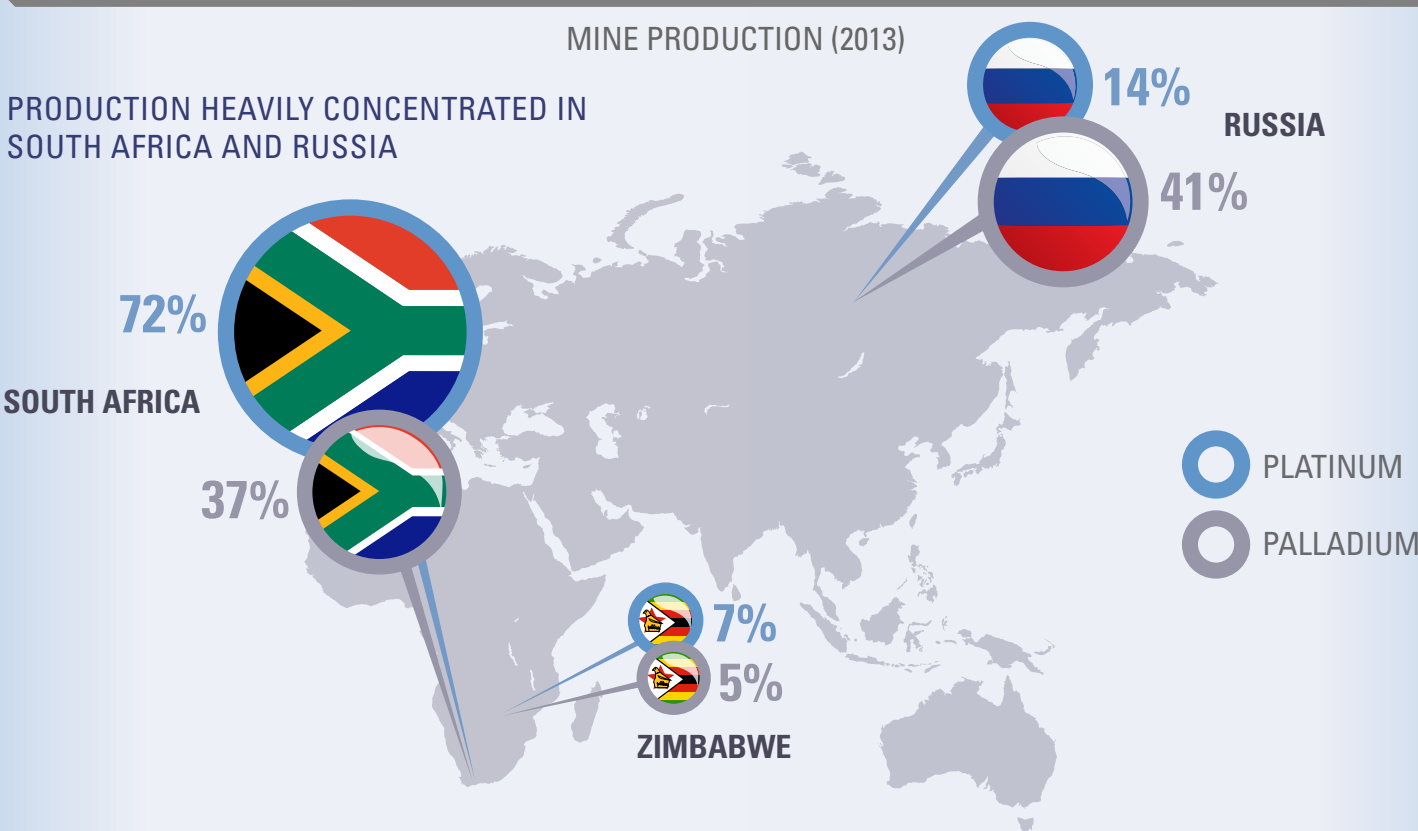 MINE PRODUCTION (2013)
PRODUCTION HEAVILY CONCENTRATED IN
SOUTH AFRICA AND RUSSIA
14%
RUSSIA
41%
72%
SOUTH AFRICA
37%
PLATINUM
PALLADIUM
7%
5%
ZIMBABWE